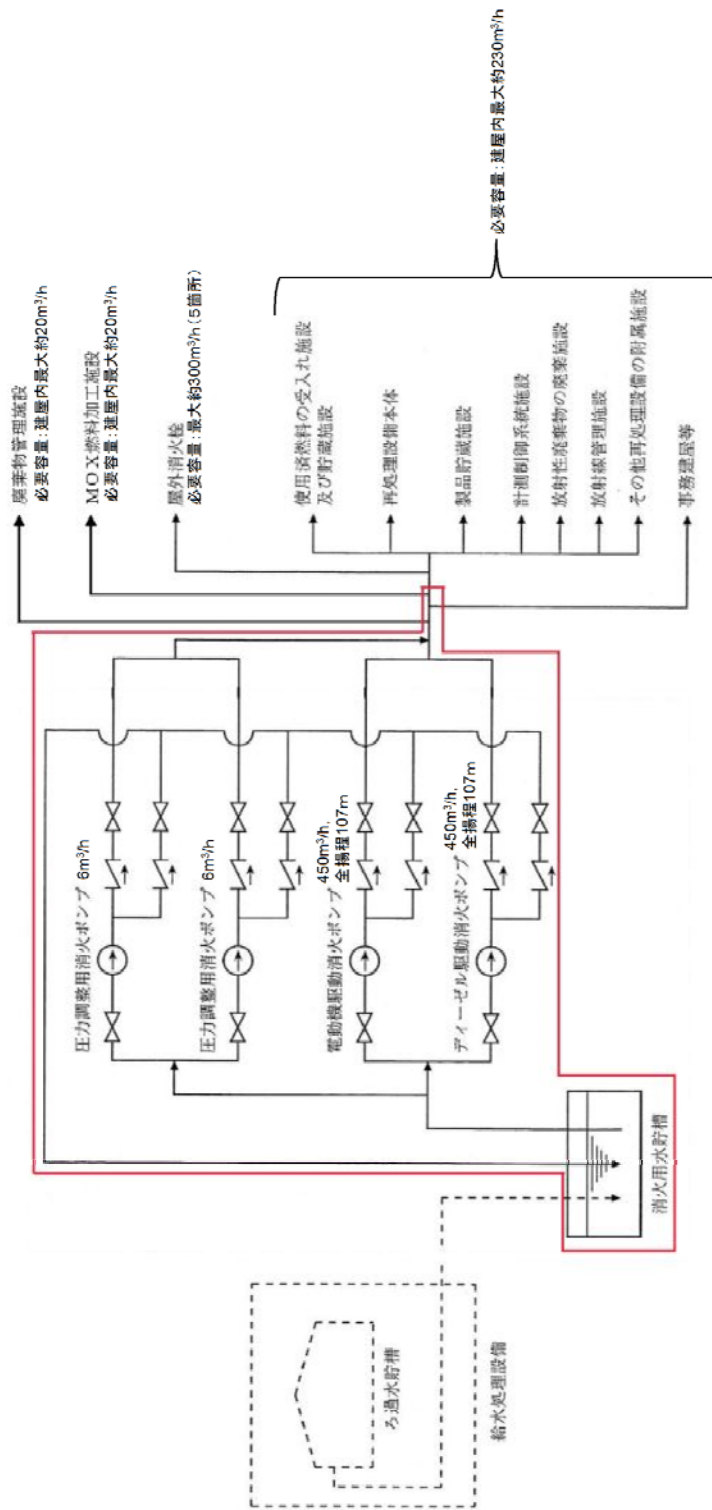 廃棄物管理施設
必要容量：建屋内最大約20m³/h
MOX燃料加工施設
必要容量：建屋内最大約20m³/h
屋外消火栓
必要容量：最大約300m³/h（5箇所）
使用済燃料の受入れ施設
及び貯蔵施設
再処理設備本体
製品貯蔵施設
計測制御系統施設
放射性廃棄物の廃棄施設
放射線管理施設
その他再処理設備の附属施設
事務建屋等
必要容量：建屋内最大約230m³/h
圧力調整用消火ポンプ 6m³/h
圧力調整用消火ポンプ 6m³/h
電動機駆動消火ポンプ 450m³/h,
全揚程107m
ディーゼル駆動消火ポンプ 450m³/h,
全揚程107m
消火用水貯槽
ろ過水貯槽
給水処理設備